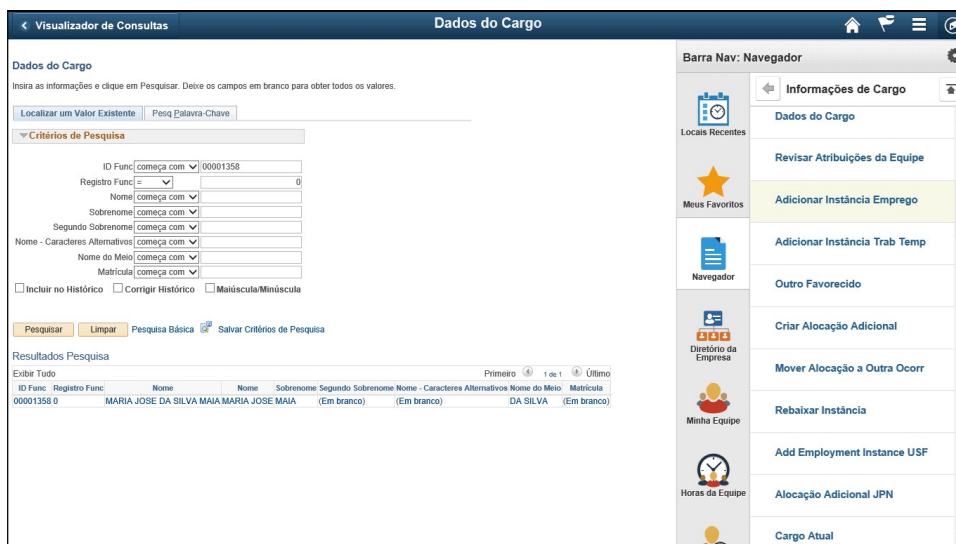 Visualizador de Consultas
Dados do Cargo
Dados do Cargo
Insira as informações e clique em Pesquisar. Deixe os campos em branco para obter todos os valores.
Localizar um Valor Existente
Pesq Palavra-Chave
Critérios de Pesquisa
ID Func começa com 00001358
Registro Func = 0
Nome começa com
Sobrenome começa com
Segundo Sobrenome começa com
Nome - Caracteres Alternativos começa com
Nome do Meio começa com
Matrícula começa com
Incluir no Histórico Corrigir Histórico Maiúscula/Minúscula
Pesquisar Limpar Pesquisa Básica Salvar Critérios de Pesquisa
Resultados Pesquisa
Exibir Tudo Primeiro 1 de 1 Último
ID Func Registro Func Nome Nome Sobrenome Segundo Sobrenome Nome - Caracteres Alternativos Nome do Meio Matrícula
00001358 0 MARIA JOSE DA SILVA MAIA MARIA JOSE MAIA (Em branco) (Em branco) DA SILVA (Em branco)
Barra Nav: Navegador
Locais Recentes
Meus Favoritos
Navegador
Diretório da
Empresa
Minha Equipe
Horas da Equipe
Informações de Cargo
Dados do Cargo
Revisar Atribuições da Equipe
Adicionar Instância Emprego
Adicionar Instância Trab Temp
Outro Favorecido
Criar Alocação Adicional
Mover Alocação a Outra Ocorr
Rebaixar Instância
Add Employment Instance USF
Alocação Adicional JPN
Cargo Atual